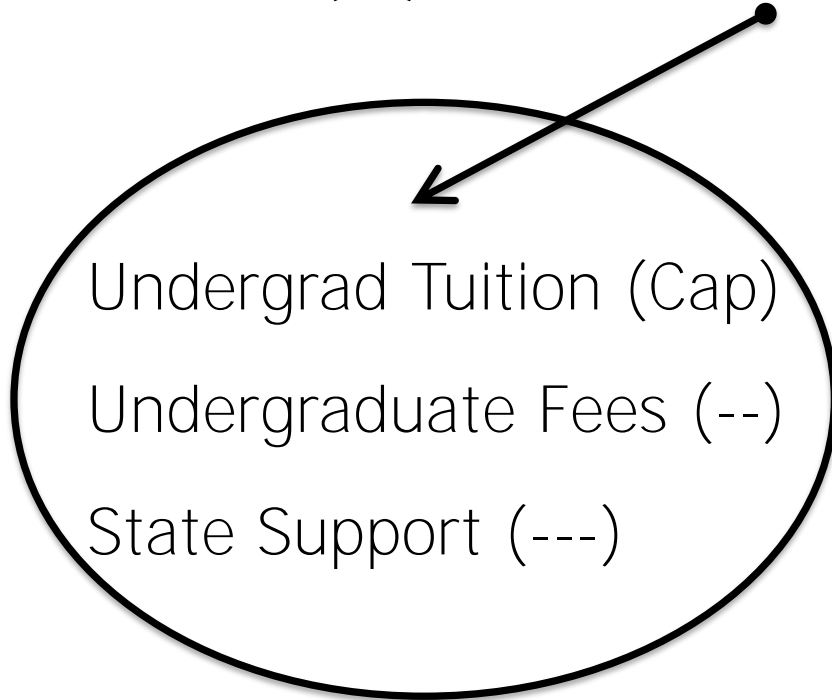 Undergrad Tuition (Cap)
Undergraduate Fees (--)
State Support (---)